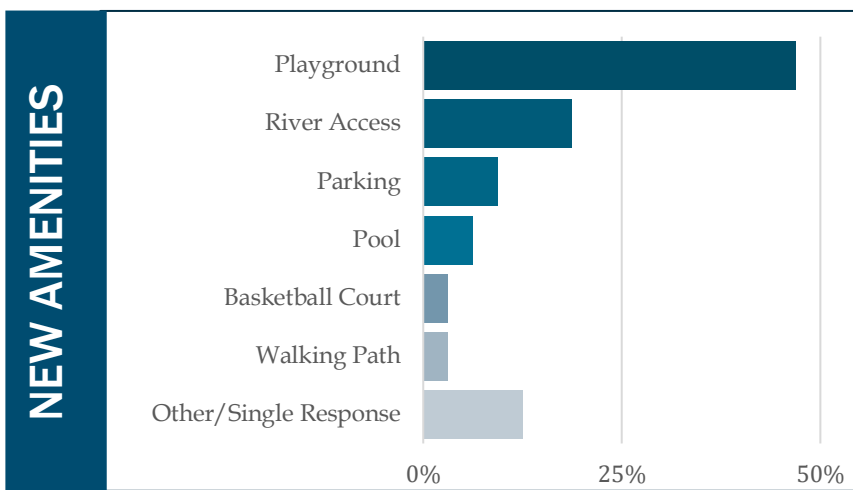 NEW AMENITIES
Playground
River Access
Parking
Pool
Basketball Court
Walking Path
Other/Single Response
0%
25%
50%